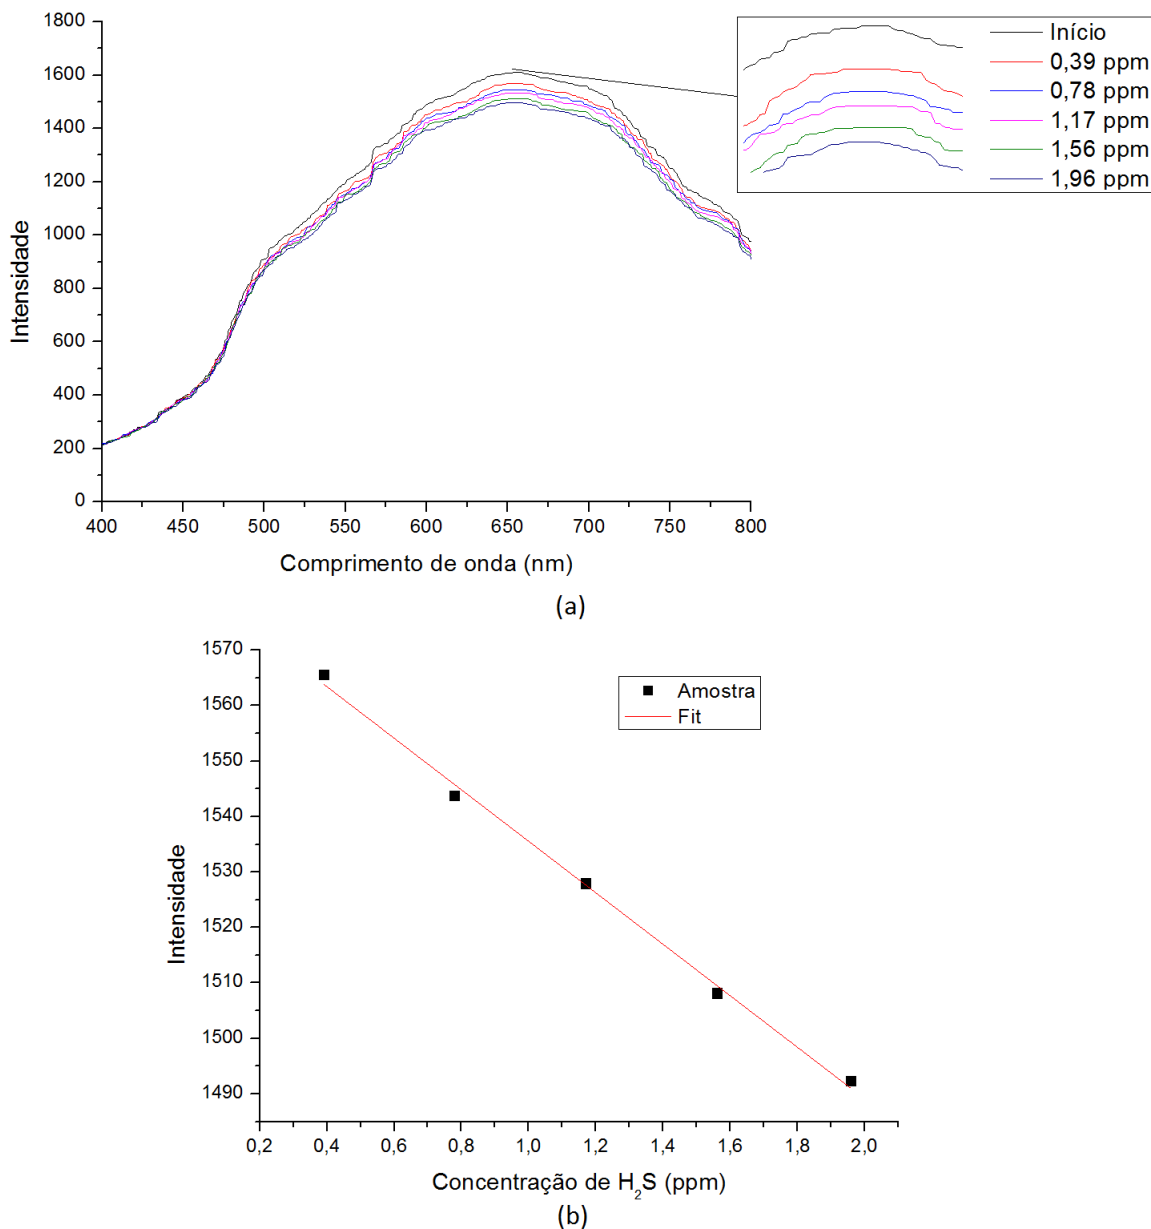 1800
1600
1400
1200
1000
800
600
400
200
0
Intensidade
400 450 500 550 600 650 700 750 800
Comprimento de onda (nm)
Início
0,39 ppm
0,78 ppm
1,17 ppm
1,56 ppm
1,96 ppm
(a)
1570
1560
1550
1540
1530
1520
1510
1500
1490
Intensidade
Amostra
Fit
0,2 0,4 0,6 0,8 1,0 1,2 1,4 1,6 1,8 2,0
Concentração de H₂S (ppm)
(b)